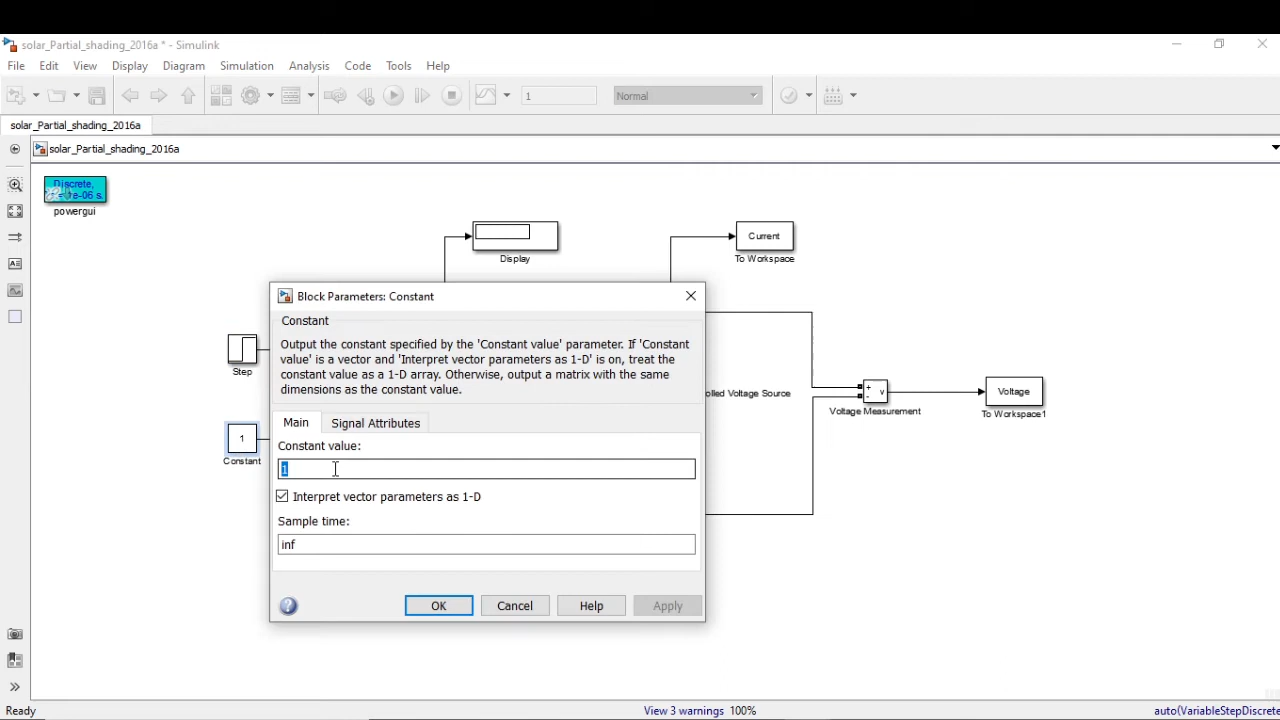 solar_Partial_shading_2016a * - Simulink
File Edit View Display Diagram Simulation Analysis Code Tools Help
1 Normal
solar_Partial_shading_2016a
solar_Partial_shading_2016a
Discrete,
1e-06 s.
powergui
Display
Current
To Workspace
Block Parameters: Constant
Constant
Output the constant specified by the 'Constant value' parameter. If 'Constant
value' is a vector and 'Interpret vector parameters as 1-D' is on, treat the
constant value as a 1-D array. Otherwise, output a matrix with the same
dimensions as the constant value.
Step
Main Signal Attributes
Constant value:
1
Interpret vector parameters as 1-D
Sample time:
inf
OK Cancel Help Apply
1
Constant
olled Voltage Source
+
-
v
Voltage Measurement
Voltage
To Workspace1
Ready
View 3 warnings 100%
auto(VariableStepDiscrete